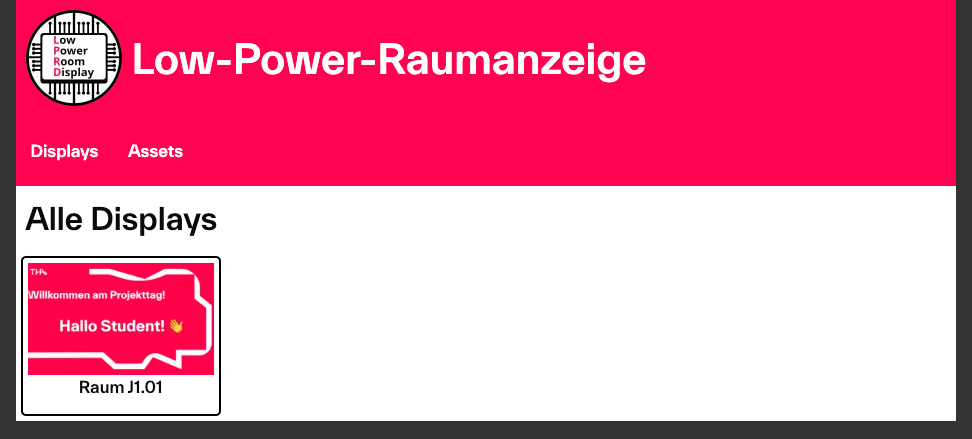 Low
Power
Room
Display
Low-Power-Raumanzeige
Displays Assets
Alle Displays
THA
Willkommen am Projekttag!
Hallo Student! 👋
Raum J1.01